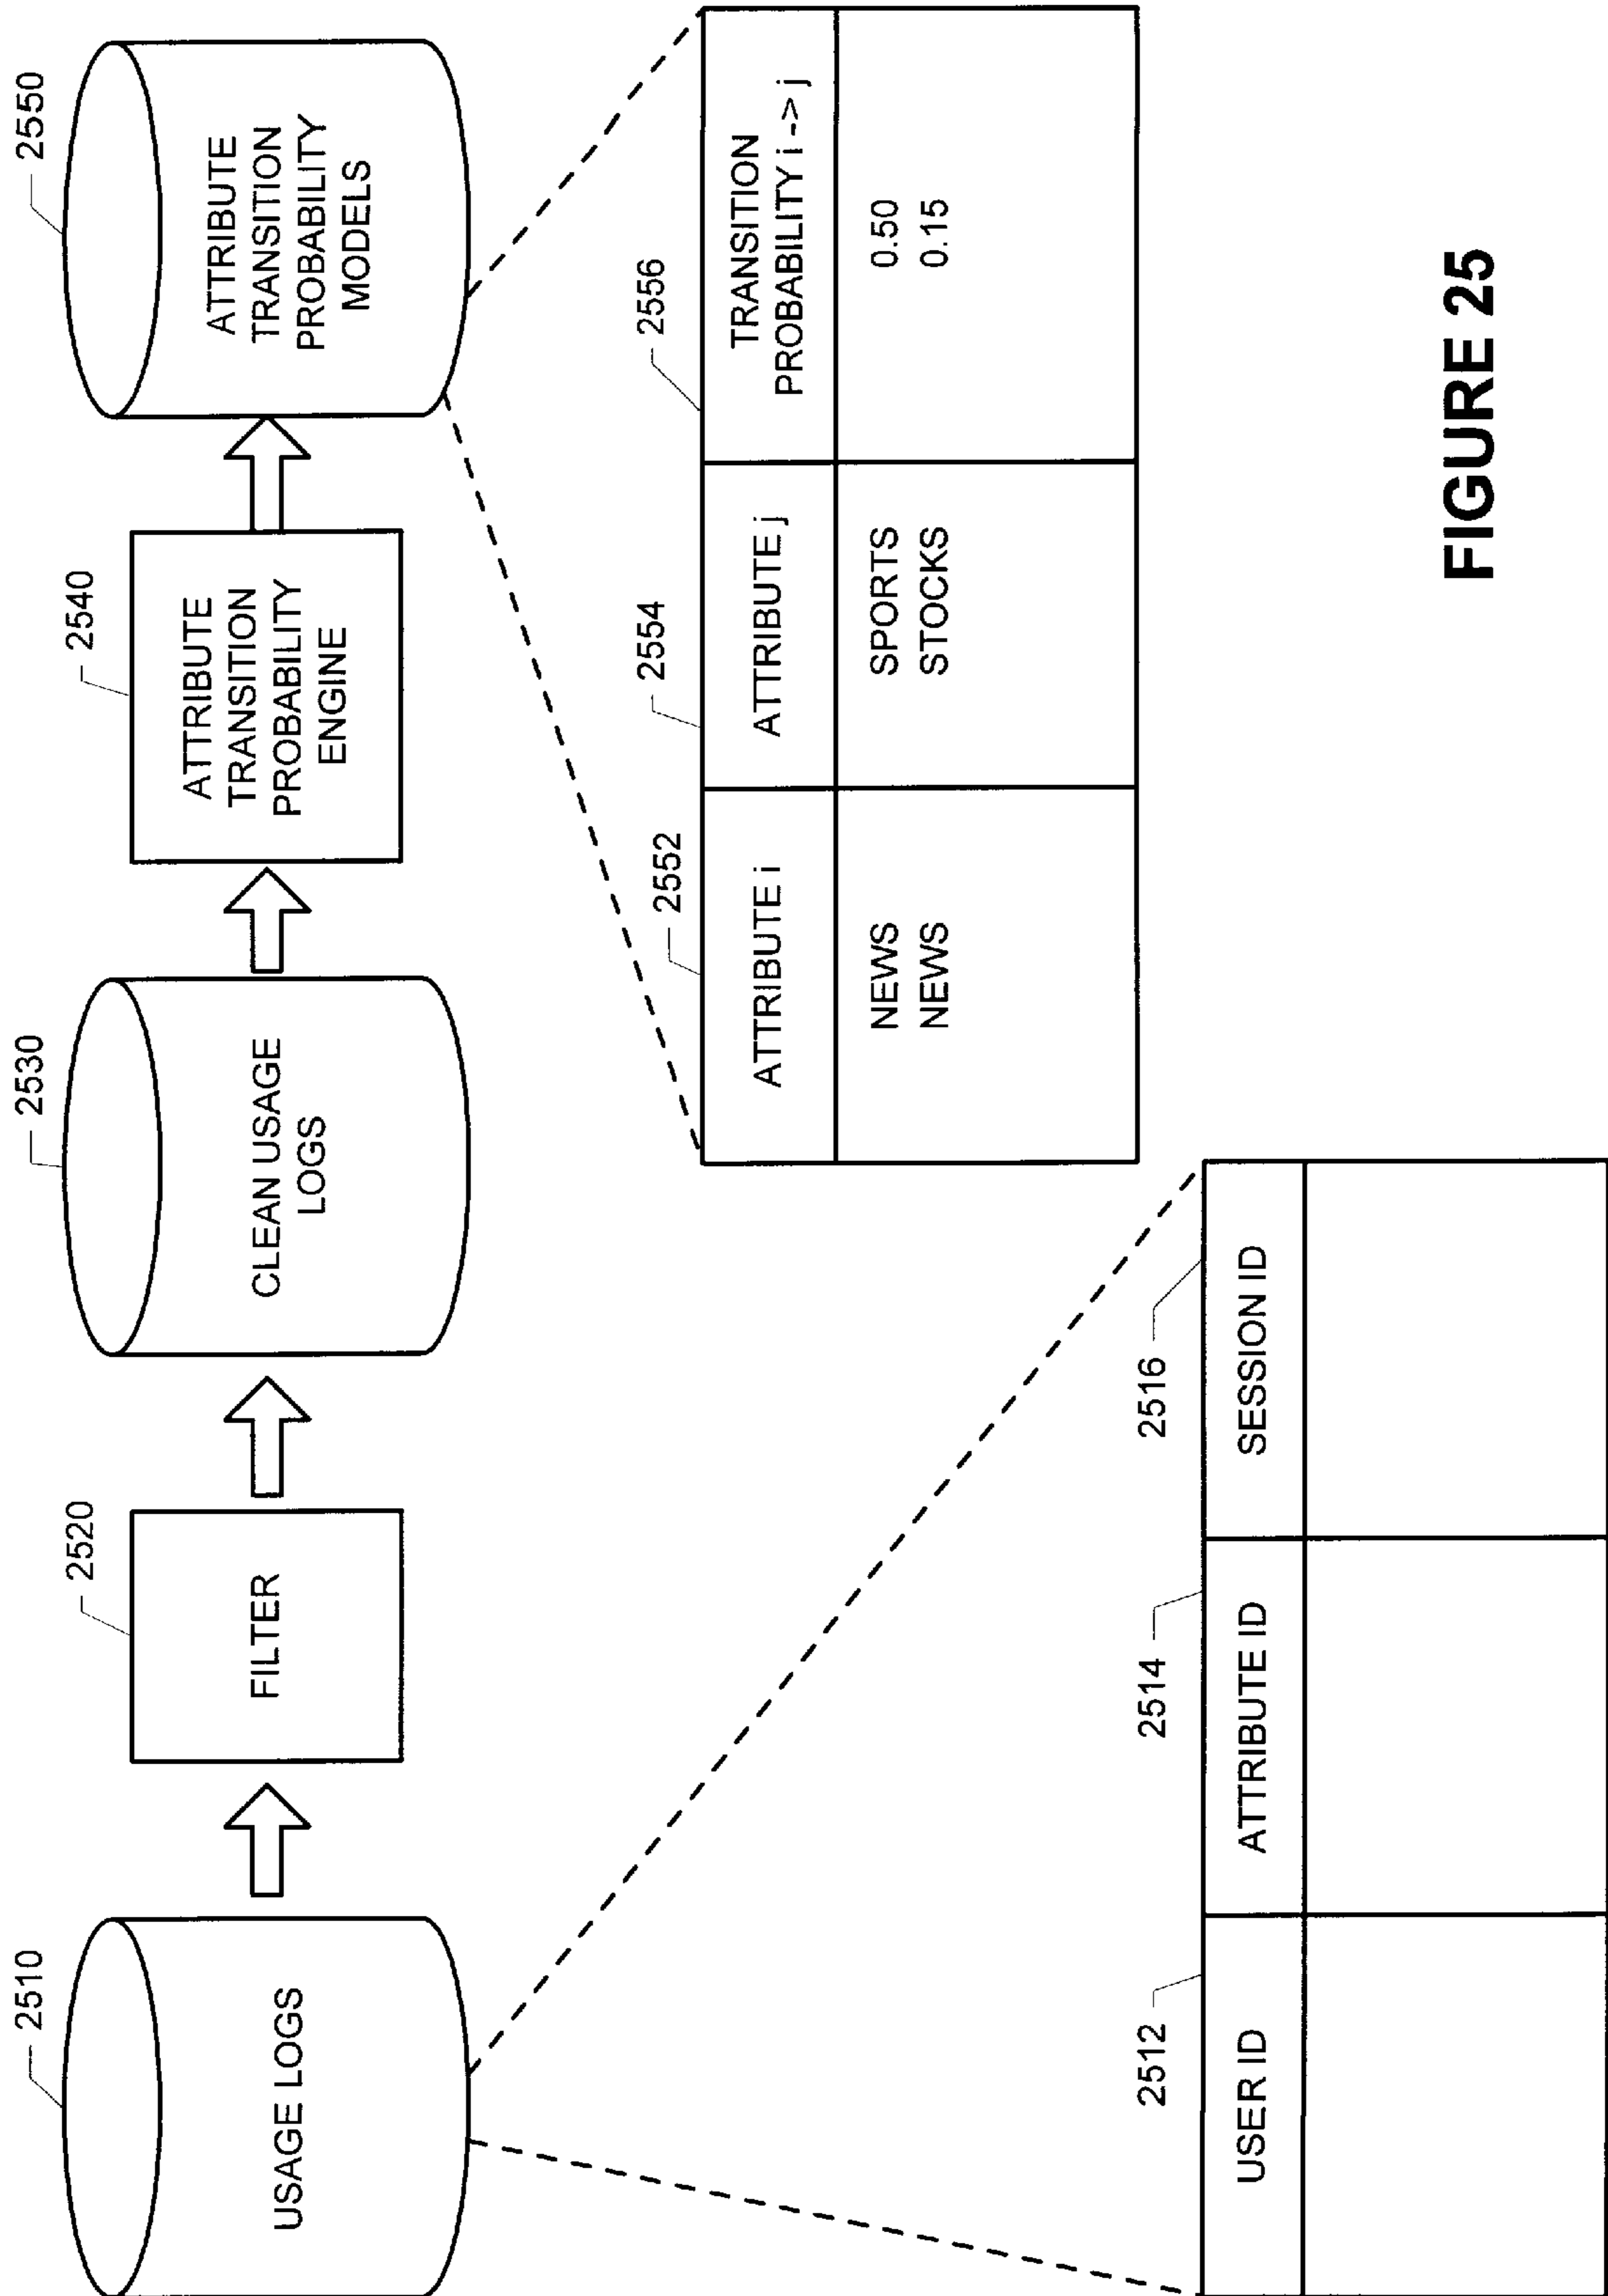 2510
USAGE LOGS
2520
FILTER
2530
CLEAN USAGE
LOGS
2540
ATTRIBUTE
TRANSITION
PROBABILITY
ENGINE
2550
ATTRIBUTE
TRANSITION
PROBABILITY
MODELS
2552
2554
2556
ATTRIBUTE i
ATTRIBUTE j
TRANSITION
PROBABILITY i -> j
NEWS SPORTS 0.50
NEWS STOCKS 0.15
2512
2514
2516
USER ID
ATTRIBUTE ID
SESSION ID
FIGURE 25